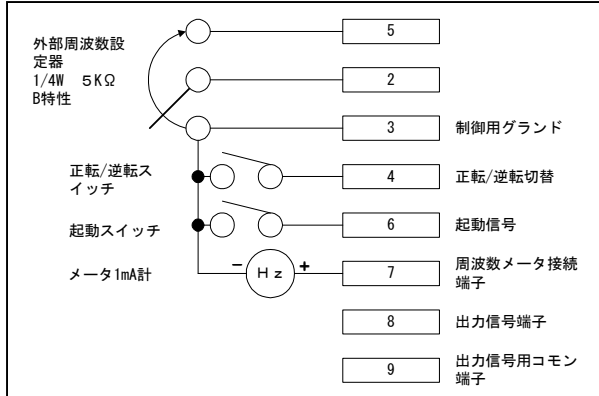 外部周波数設
定器
1/4W 5KΩ
B特性
5
2
3
制御用グランド
正転/逆転ス
イッチ
4
正転/逆転切替
起動スイッチ
6
起動信号
メータ1mA計
− Hz +
7
周波数メータ接続
端子
8
出力信号端子
9
出力信号用コモン
端子